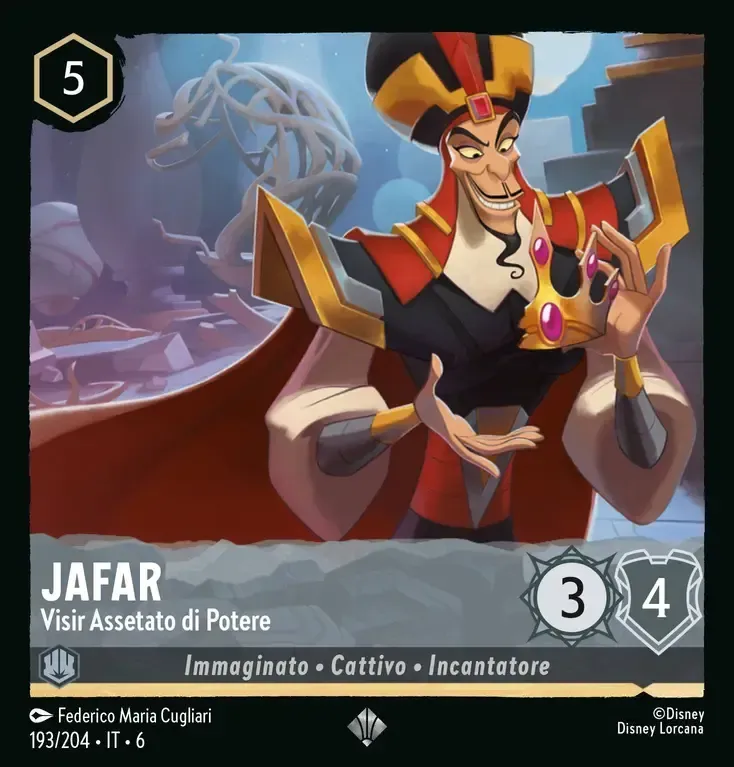 5
JAFAR
Visir Assetato di Potere
3
4
Immaginato • Cattivo • Incantatore
Federico Maria Cugliari
193/204 • IT • 6
©Disney
Disney Lorcana